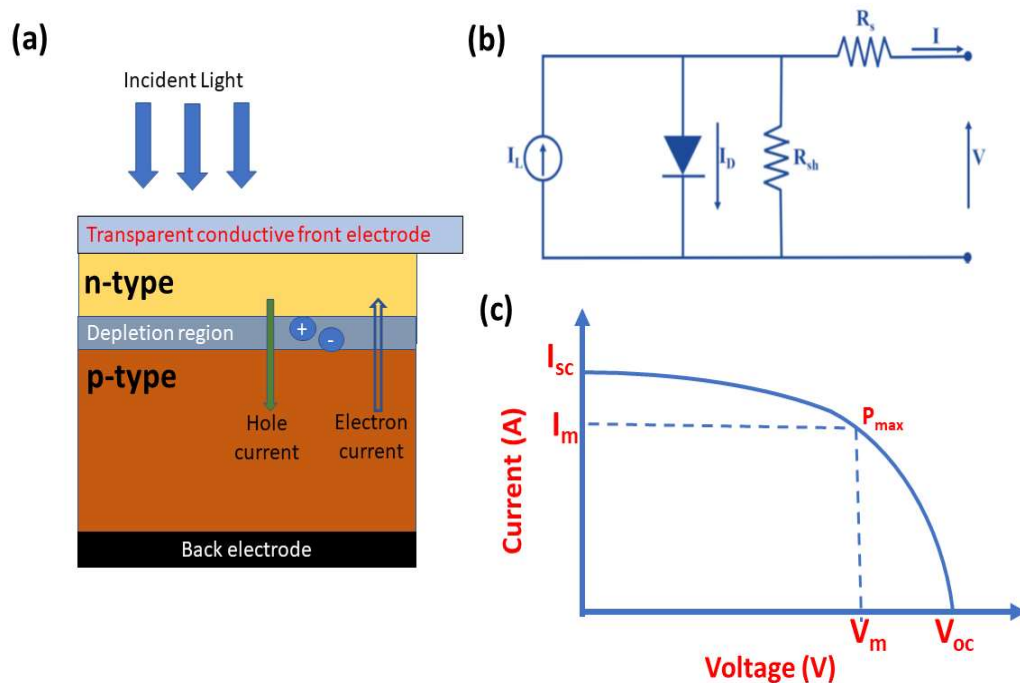 (a)
Incident Light
Transparent conductive front electrode
n-type
Depletion region
+
-
p-type
Hole
current
Electron
current
Back electrode
(b)
Rs
I
IL
ID
Rsh
V
(c)
Isc
Im
Pmax
Current (A)
Vm
Voc
Voltage (V)